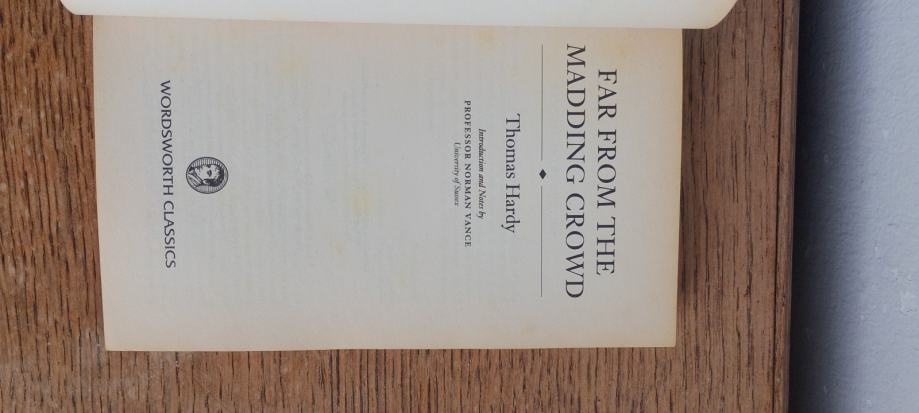 FAR FROM THE
MADDING CROWD
Thomas Hardy
Introduction and Notes by
PROFESSOR NORMAN VANCE
University of Sussex
WORDSWORTH CLASSICS